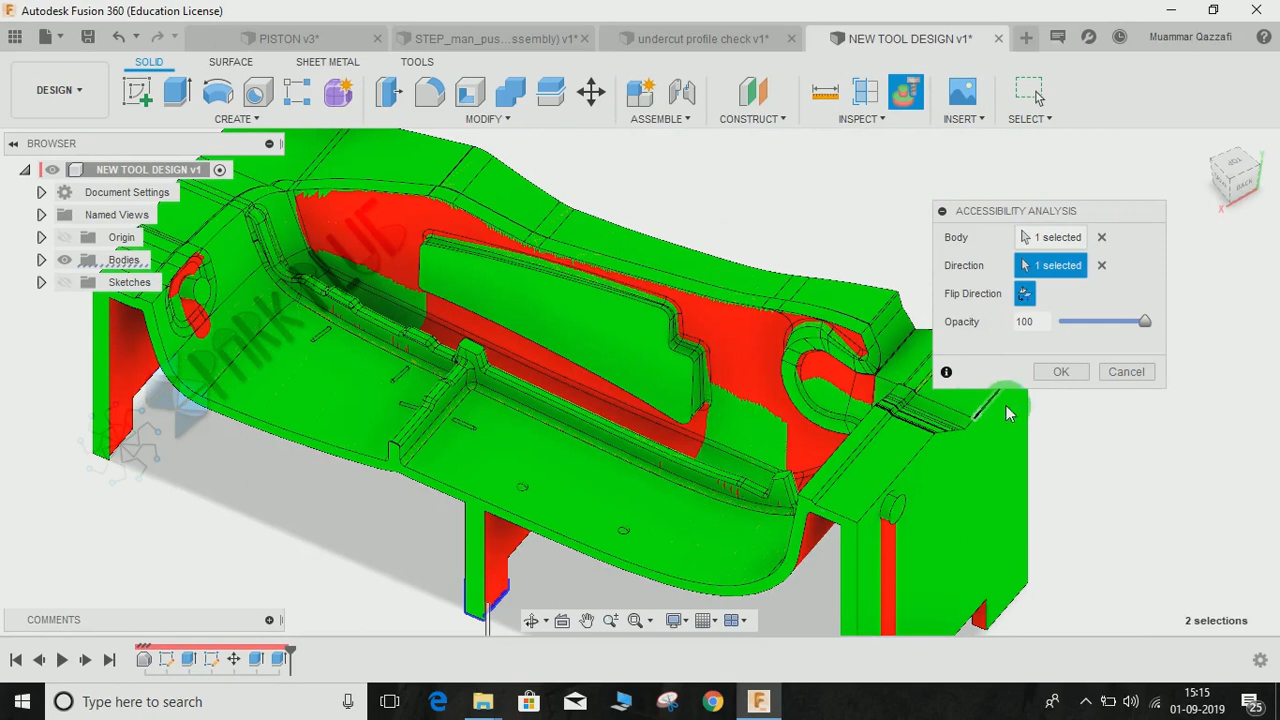 Autodesk Fusion 360 (Education License)
PISTON v3*
STEP_man_pus...ssembly) v1*
undercut profile check v1*
NEW TOOL DESIGN v1*
Muammar Qazzafi
SOLID
SURFACE
SHEET METAL
TOOLS
DESIGN
CREATE
MODIFY
ASSEMBLE
CONSTRUCT
INSPECT
INSERT
SELECT
BROWSER
NEW TOOL DESIGN v1
Document Settings
Named Views
Origin
Bodies
Sketches
TOP
BACK
X
ACCESSIBILITY ANALYSIS
Body
1 selected
Direction
1 selected
Flip Direction
Opacity
100
OK
Cancel
COMMENTS
2 selections
Type here to search
15:15
01-09-2019
25